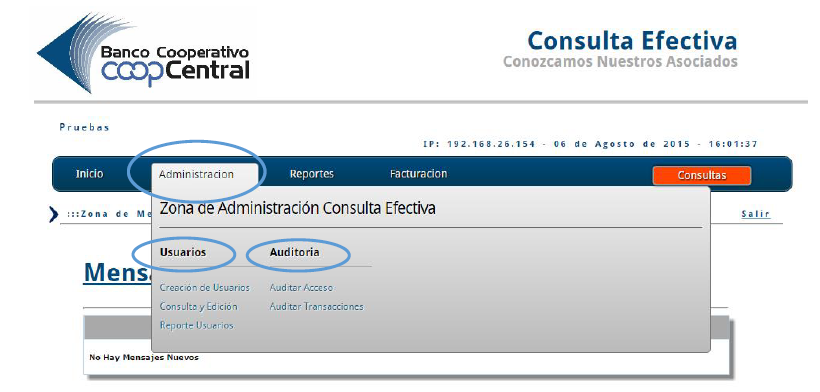 Banco Cooperativo
coopCentral
Consulta Efectiva
Conozcamos Nuestros Asociados
Pruebas
IP: 192.168.26.154 - 06 de Agosto de 2015 - 16:01:37
Inicio Administracion Reportes Facturacion Consultas
:::Zona de Me
Salir
Zona de Administración Consulta Efectiva
Usuarios Auditoria
Creación de Usuarios Auditar Acceso
Consulta y Edición Auditar Transacciones
Reporte Usuarios
Mensa
No Hay Mensajes Nuevos